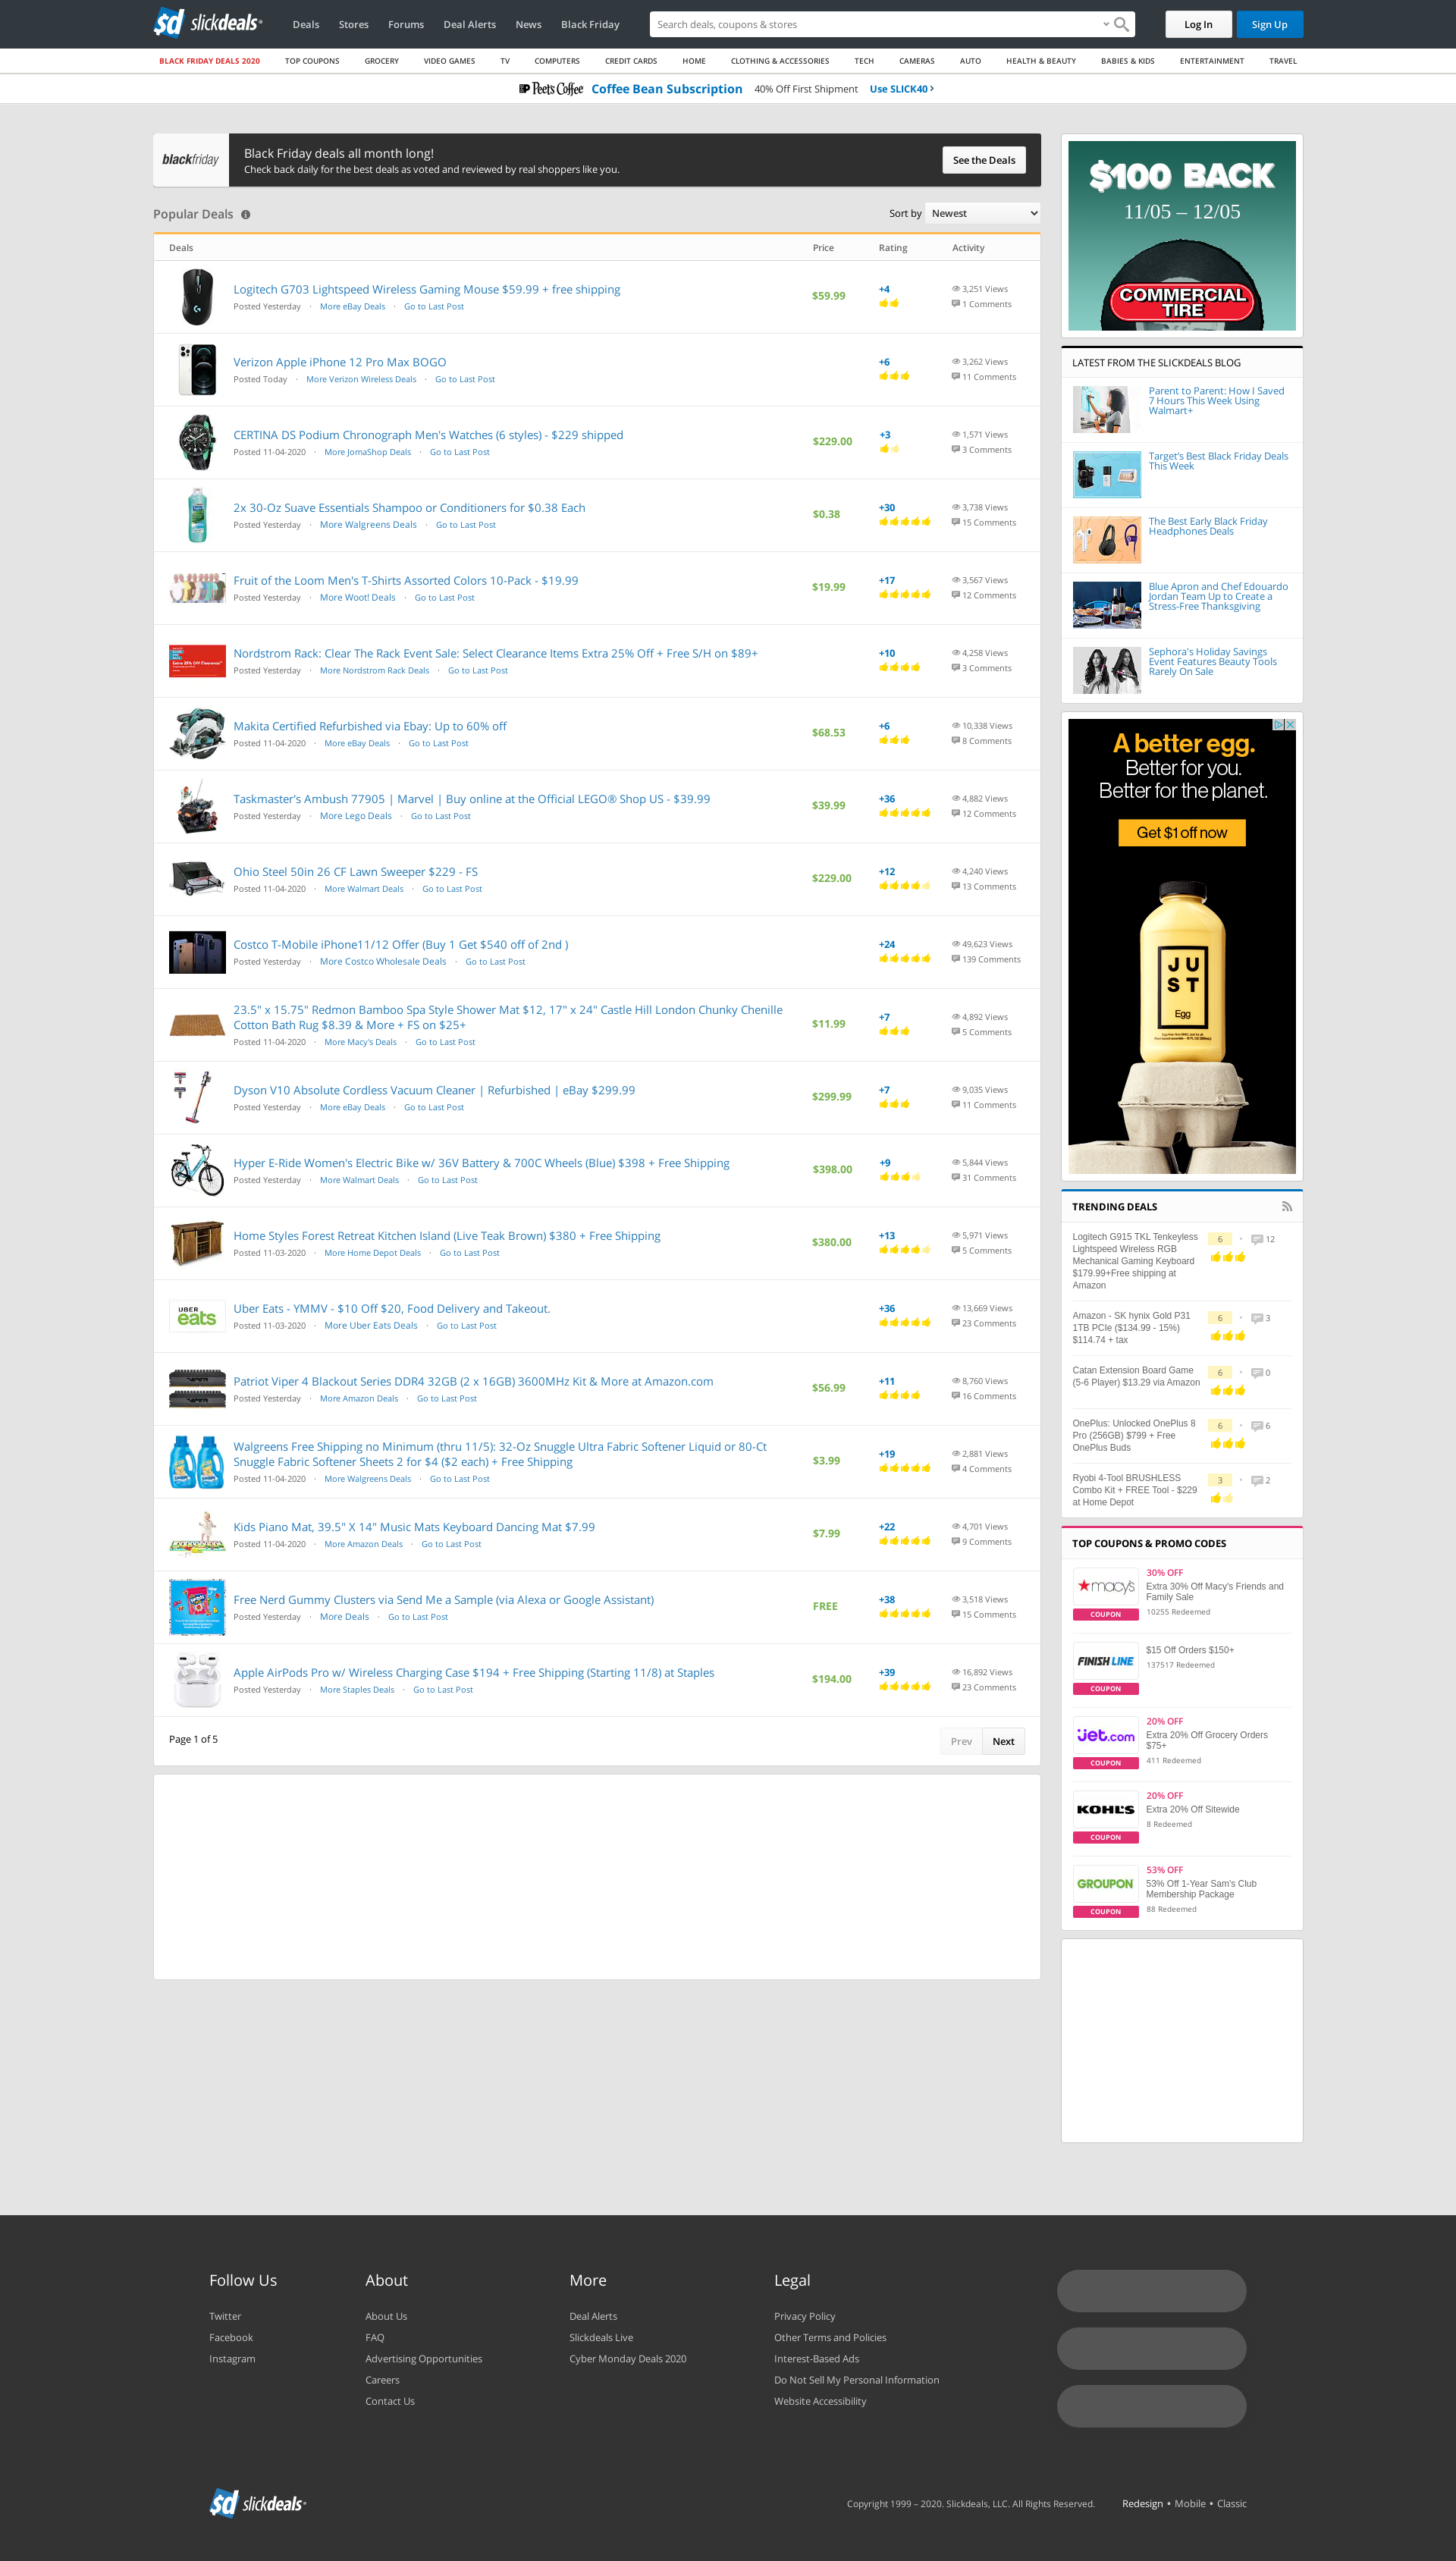 sd slickdeals
Deals Stores Forums Deal Alerts News Black Friday
Search deals, coupons & stores
Log In Sign Up
BLACK FRIDAY DEALS 2020 TOP COUPONS GROCERY VIDEO GAMES TV COMPUTERS CREDIT CARDS HOME CLOTHING & ACCESSORIES TECH CAMERAS AUTO HEALTH & BEAUTY BABIES & KIDS ENTERTAINMENT TRAVEL
Peet's Coffee Coffee Bean Subscription 40% Off First Shipment Use SLICK40 ›
blackfriday
Black Friday deals all month long!
Check back daily for the best deals as voted and reviewed by real shoppers like you.
See the Deals
Popular Deals
Sort by Newest
Deals Price Rating Activity
Logitech G703 Lightspeed Wireless Gaming Mouse $59.99 + free shipping
Posted Yesterday · More eBay Deals · Go to Last Post
$59.99
+4
3,251 Views
1 Comments
Verizon Apple iPhone 12 Pro Max BOGO
Posted Today · More Verizon Wireless Deals · Go to Last Post
+6
3,262 Views
11 Comments
CERTINA DS Podium Chronograph Men's Watches (6 styles) - $229 shipped
Posted 11-04-2020 · More JomaShop Deals · Go to Last Post
$229.00
+3
1,571 Views
3 Comments
2x 30-Oz Suave Essentials Shampoo or Conditioners for $0.38 Each
Posted Yesterday · More Walgreens Deals · Go to Last Post
$0.38
+30
3,738 Views
15 Comments
Fruit of the Loom Men's T-Shirts Assorted Colors 10-Pack - $19.99
Posted Yesterday · More Woot! Deals · Go to Last Post
$19.99
+17
3,567 Views
12 Comments
Nordstrom Rack: Clear The Rack Event Sale: Select Clearance Items Extra 25% Off + Free S/H on $89+
Posted Yesterday · More Nordstrom Rack Deals · Go to Last Post
+10
4,258 Views
3 Comments
Makita Certified Refurbished via Ebay: Up to 60% off
Posted 11-04-2020 · More eBay Deals · Go to Last Post
$68.53
+6
10,338 Views
8 Comments
Taskmaster's Ambush 77905 | Marvel | Buy online at the Official LEGO® Shop US - $39.99
Posted Yesterday · More Lego Deals · Go to Last Post
$39.99
+36
4,882 Views
12 Comments
Ohio Steel 50in 26 CF Lawn Sweeper $229 - FS
Posted 11-04-2020 · More Walmart Deals · Go to Last Post
$229.00
+12
4,240 Views
13 Comments
Costco T-Mobile iPhone11/12 Offer (Buy 1 Get $540 off of 2nd )
Posted Yesterday · More Costco Wholesale Deals · Go to Last Post
+24
49,623 Views
139 Comments
23.5" x 15.75" Redmon Bamboo Spa Style Shower Mat $12, 17" x 24" Castle Hill London Chunky Chenille
Cotton Bath Rug $8.39 & More + FS on $25+
Posted 11-04-2020 · More Macy's Deals · Go to Last Post
$11.99
+7
4,892 Views
5 Comments
Dyson V10 Absolute Cordless Vacuum Cleaner | Refurbished | eBay $299.99
Posted Yesterday · More eBay Deals · Go to Last Post
$299.99
+7
9,035 Views
11 Comments
Hyper E-Ride Women's Electric Bike w/ 36V Battery & 700C Wheels (Blue) $398 + Free Shipping
Posted Yesterday · More Walmart Deals · Go to Last Post
$398.00
+9
5,844 Views
31 Comments
Home Styles Forest Retreat Kitchen Island (Live Teak Brown) $380 + Free Shipping
Posted 11-03-2020 · More Home Depot Deals · Go to Last Post
$380.00
+13
5,971 Views
5 Comments
UBER eats
Uber Eats - YMMV - $10 Off $20, Food Delivery and Takeout.
Posted 11-03-2020 · More Uber Eats Deals · Go to Last Post
+36
13,669 Views
23 Comments
Patriot Viper 4 Blackout Series DDR4 32GB (2 x 16GB) 3600MHz Kit & More at Amazon.com
Posted Yesterday · More Amazon Deals · Go to Last Post
$56.99
+11
8,760 Views
16 Comments
Walgreens Free Shipping no Minimum (thru 11/5): 32-Oz Snuggle Ultra Fabric Softener Liquid or 80-Ct
Snuggle Fabric Softener Sheets 2 for $4 ($2 each) + Free Shipping
Posted 11-04-2020 · More Walgreens Deals · Go to Last Post
$3.99
+19
2,881 Views
4 Comments
Kids Piano Mat, 39.5" X 14" Music Mats Keyboard Dancing Mat $7.99
Posted 11-04-2020 · More Amazon Deals · Go to Last Post
$7.99
+22
4,701 Views
9 Comments
Free Nerd Gummy Clusters via Send Me a Sample (via Alexa or Google Assistant)
Posted Yesterday · More Deals · Go to Last Post
FREE
+38
3,518 Views
15 Comments
Apple AirPods Pro w/ Wireless Charging Case $194 + Free Shipping (Starting 11/8) at Staples
Posted Yesterday · More Staples Deals · Go to Last Post
$194.00
+39
16,892 Views
23 Comments
Page 1 of 5
Prev Next
$100 BACK
11/05 – 12/05
COMMERCIAL
TIRE
LATEST FROM THE SLICKDEALS BLOG
Parent to Parent: How I Saved
7 Hours This Week Using
Walmart+
Target's Best Black Friday Deals
This Week
The Best Early Black Friday
Headphones Deals
Blue Apron and Chef Edouardo
Jordan Team Up to Create a
Stress-Free Thanksgiving
Sephora's Holiday Savings
Event Features Beauty Tools
Rarely On Sale
A better egg.
Better for you.
Better for the planet.
Get $1 off now
JU
ST
Egg
TRENDING DEALS
Logitech G915 TKL Tenkeyless
Lightspeed Wireless RGB
Mechanical Gaming Keyboard
$179.99+Free shipping at
Amazon
6 • 12
Amazon - SK hynix Gold P31
1TB PCIe ($134.99 - 15%)
$114.74 + tax
6 • 3
Catan Extension Board Game
(5-6 Player) $13.29 via Amazon
6 • 0
OnePlus: Unlocked OnePlus 8
Pro (256GB) $799 + Free
OnePlus Buds
6 • 6
Ryobi 4-Tool BRUSHLESS
Combo Kit + FREE Tool - $229
at Home Depot
3 • 2
TOP COUPONS & PROMO CODES
macy's
COUPON
30% OFF
Extra 30% Off Macy's Friends and
Family Sale
10255 Redeemed
FINISH LINE
COUPON
$15 Off Orders $150+
137517 Redeemed
jet.com
COUPON
20% OFF
Extra 20% Off Grocery Orders
$75+
411 Redeemed
KOHL'S
COUPON
20% OFF
Extra 20% Off Sitewide
8 Redeemed
GROUPON
COUPON
53% OFF
53% Off 1-Year Sam's Club
Membership Package
88 Redeemed
Follow Us
Twitter
Facebook
Instagram
About
About Us
FAQ
Advertising Opportunities
Careers
Contact Us
More
Deal Alerts
Slickdeals Live
Cyber Monday Deals 2020
Legal
Privacy Policy
Other Terms and Policies
Interest-Based Ads
Do Not Sell My Personal Information
Website Accessibility
sd slickdeals
Copyright 1999 – 2020. Slickdeals, LLC. All Rights Reserved.
Redesign • Mobile • Classic